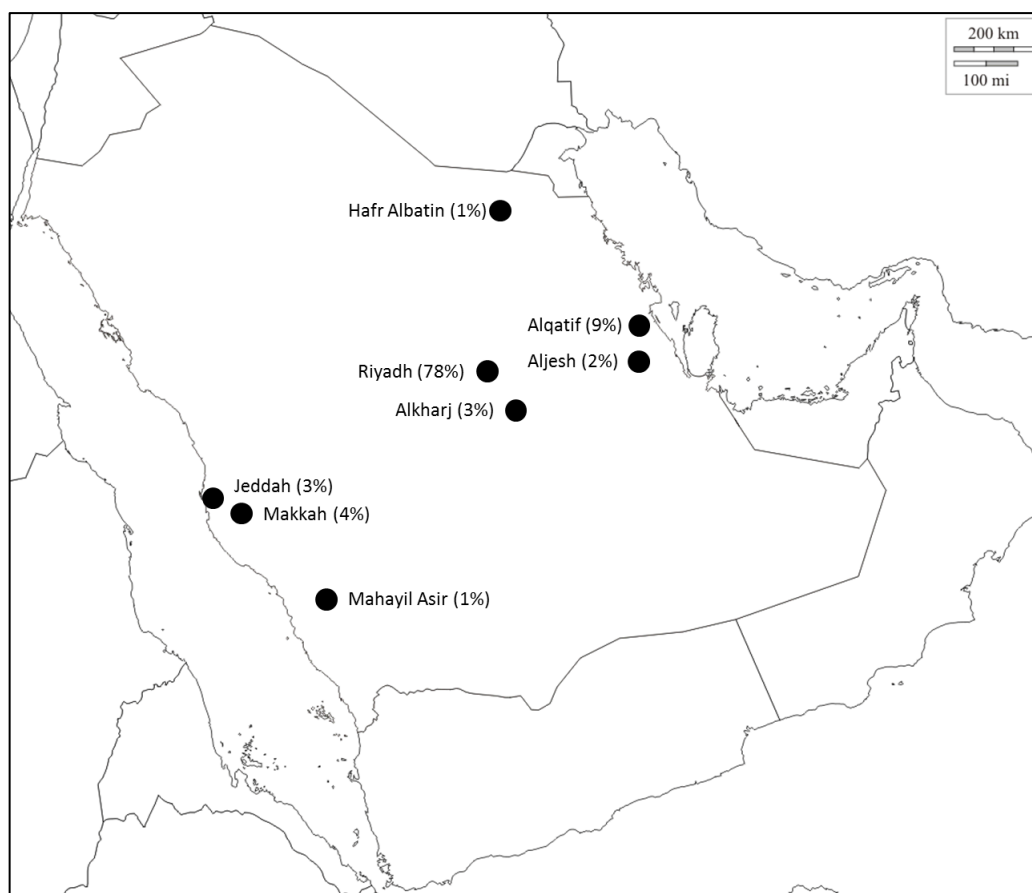 200 km
100 mi
Hafr Albatin (1%)
Alqatif (9%)
Aljesh (2%)
Riyadh (78%)
Alkharj (3%)
Jeddah (3%)
Makkah (4%)
Mahayil Asir (1%)